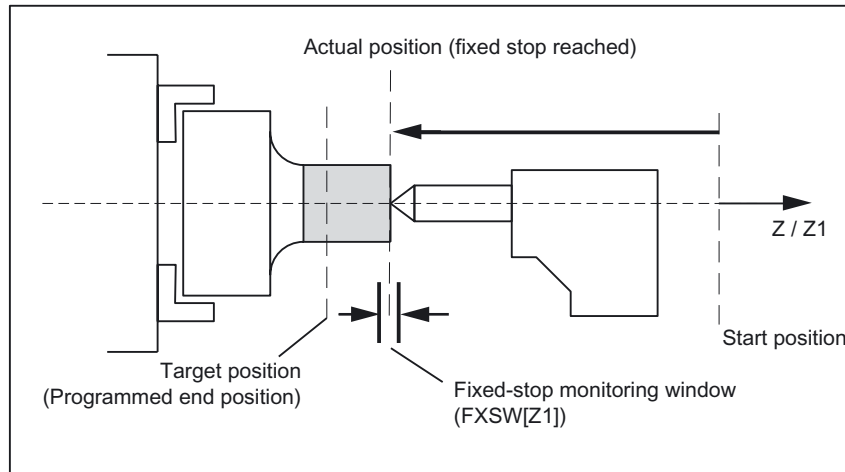 Actual position (fixed stop reached)
Z / Z1
Start position
Target position
(Programmed end position)
Fixed-stop monitoring window
(FXSW[Z1])